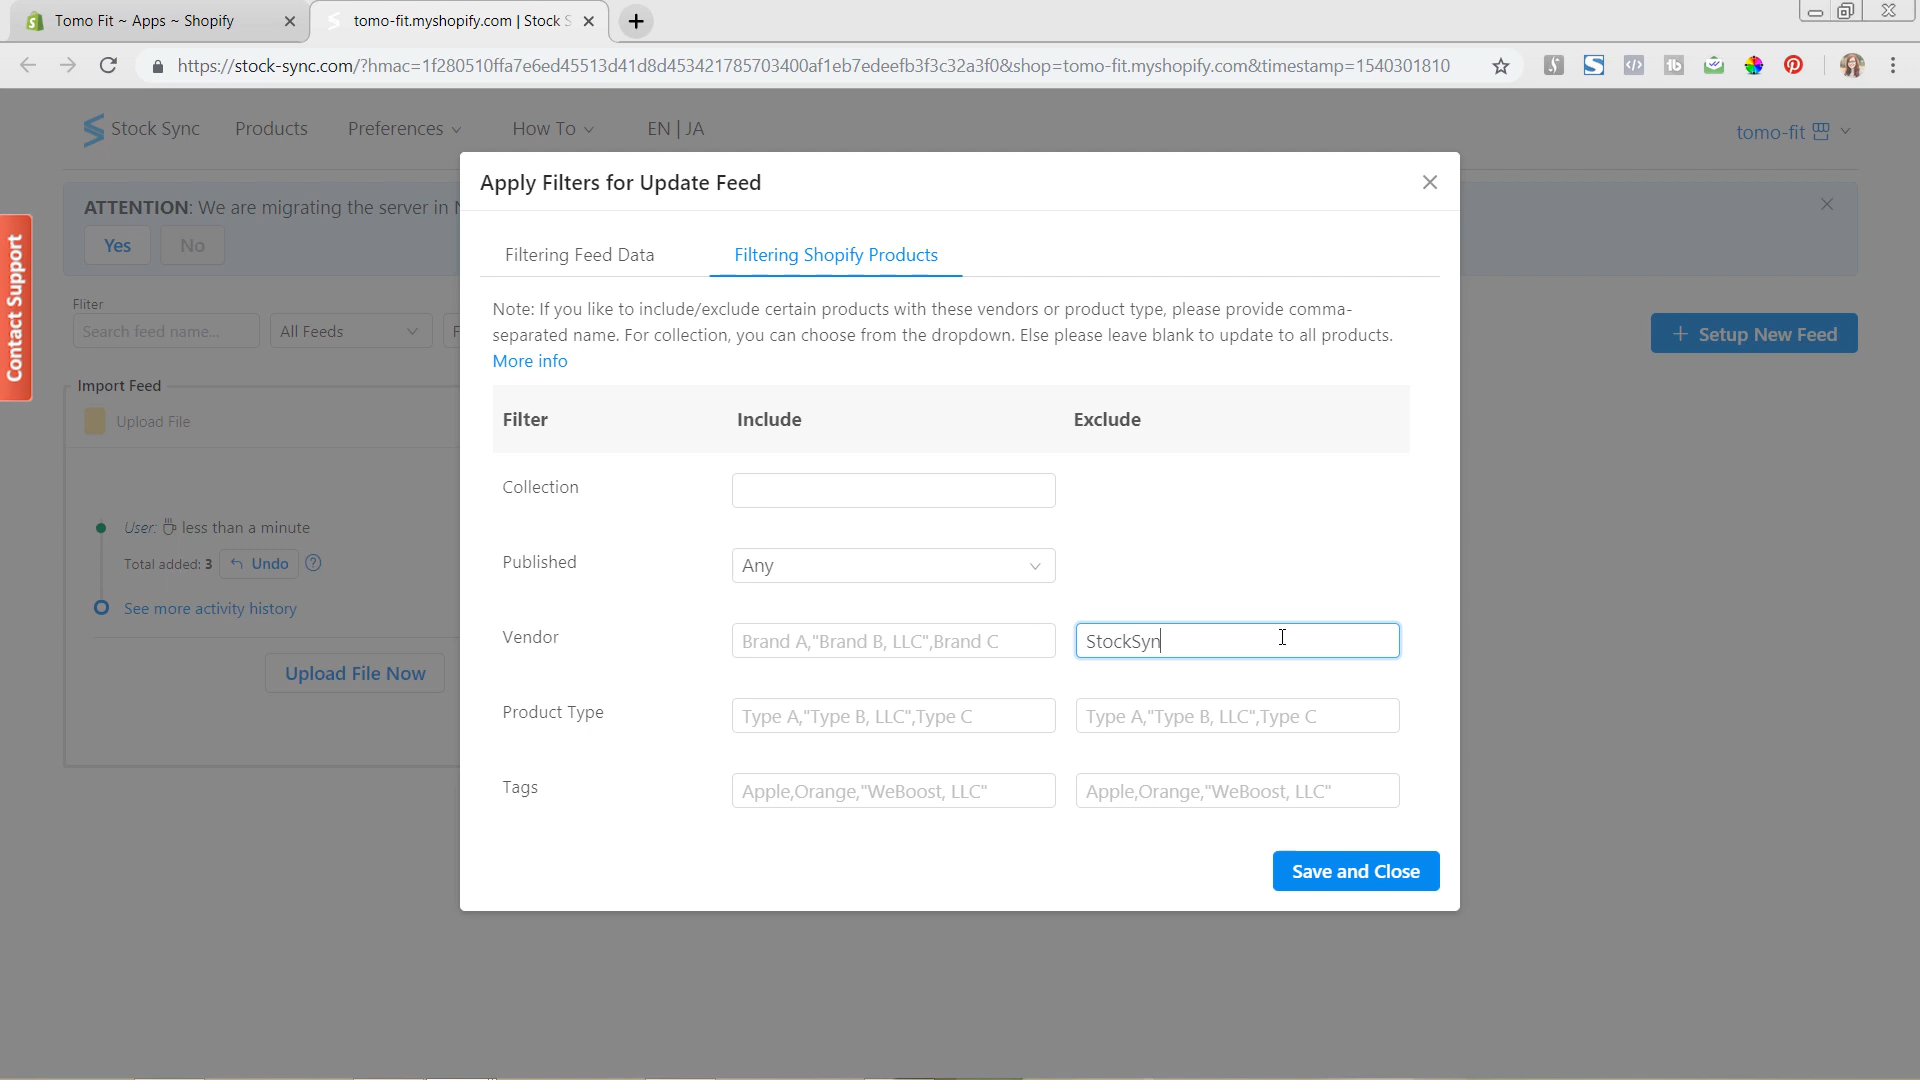 Tomo Fit ~ Apps ~ Shopify
tomo-fit.myshopify.com | Stock S
https://stock-sync.com/?hmac=1f280510ffa7e6ed45513d41d8d453421785703400af1eb7edeefb3f3c32a3f0&shop=tomo-fit.myshopify.com&timestamp=1540301810
Stock Sync
Products
Preferences
How To
EN | JA
tomo-fit
ATTENTION: We are migrating the server in N
Yes
No
Contact Support
Fliter
Search feed name...
All Feeds
F
+ Setup New Feed
Import Feed
Upload File
User: less than a minute
Total added: 3 Undo ?
See more activity history
Upload File Now
Apply Filters for Update Feed
Filtering Feed Data
Filtering Shopify Products
Note: If you like to include/exclude certain products with these vendors or product type, please provide comma-
separated name. For collection, you can choose from the dropdown. Else please leave blank to update to all products.
More info
Filter Include Exclude
Collection
Published Any
Vendor Brand A,"Brand B, LLC",Brand C StockSyn
Product Type Type A,"Type B, LLC",Type C Type A,"Type B, LLC",Type C
Tags Apple,Orange,"WeBoost, LLC" Apple,Orange,"WeBoost, LLC"
Save and Close